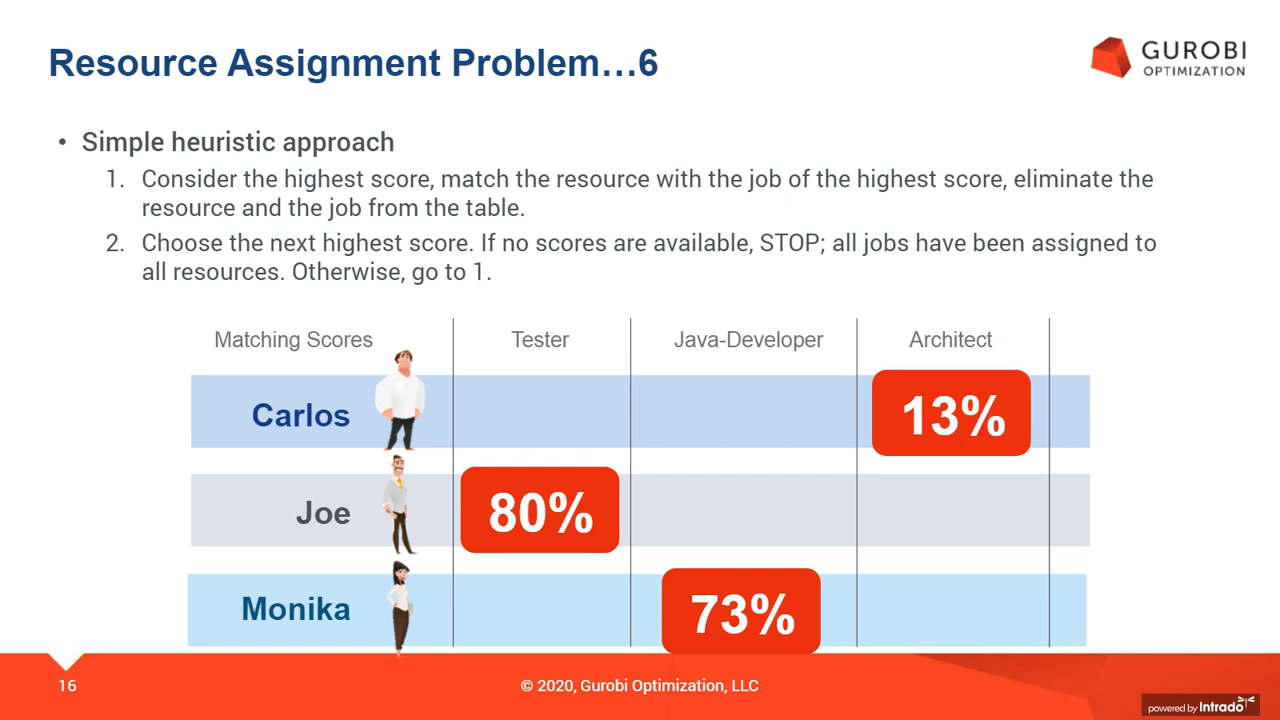 Resource Assignment Problem…6
GUROBI
OPTIMIZATION
• Simple heuristic approach
1. Consider the highest score, match the resource with the job of the highest score, eliminate the
resource and the job from the table.
2. Choose the next highest score. If no scores are available, STOP; all jobs have been assigned to
all resources. Otherwise, go to 1.
Matching Scores Tester Java-Developer Architect
Carlos 13%
Joe 80%
Monika 73%
16 © 2020, Gurobi Optimization, LLC
powered by Intrado